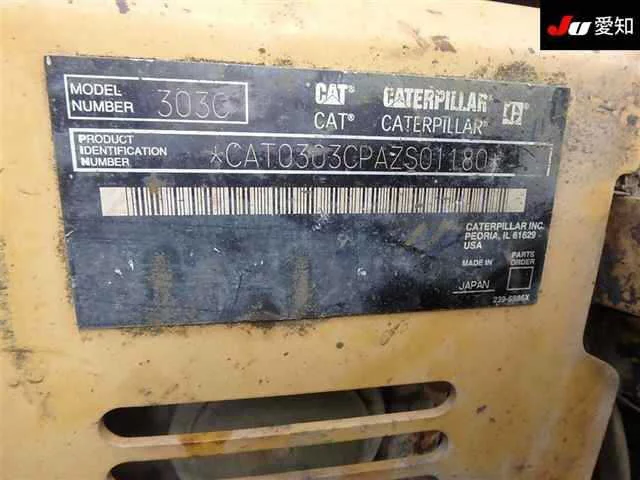 JU 愛知
MODEL NUMBER 303C
CAT CATERPILLAR
CAT® CATERPILLAR®
PRODUCT IDENTIFICATION NUMBER *CAT0303CPAZS01180*
CATERPILLAR INC.
PEORIA, IL 61629
USA
MADE IN
PARTS ORDER
JAPAN